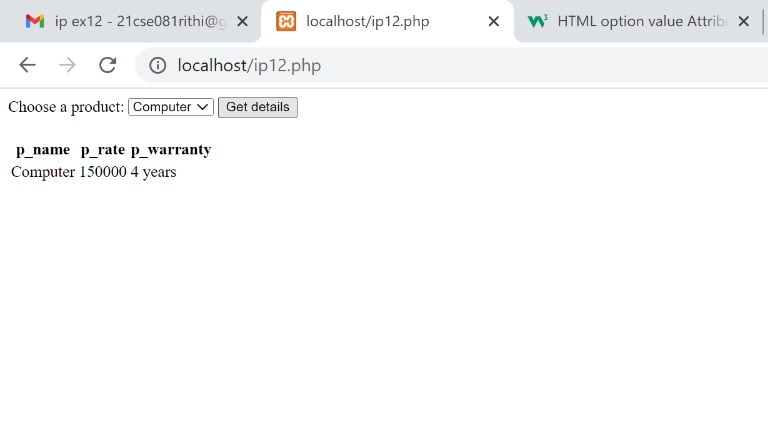 ip ex12 - 21cse081rithi@g
localhost/ip12.php
HTML option value Attrib
localhost/ip12.php
Choose a product: Computer Get details
p_name p_rate p_warranty
Computer 150000 4 years